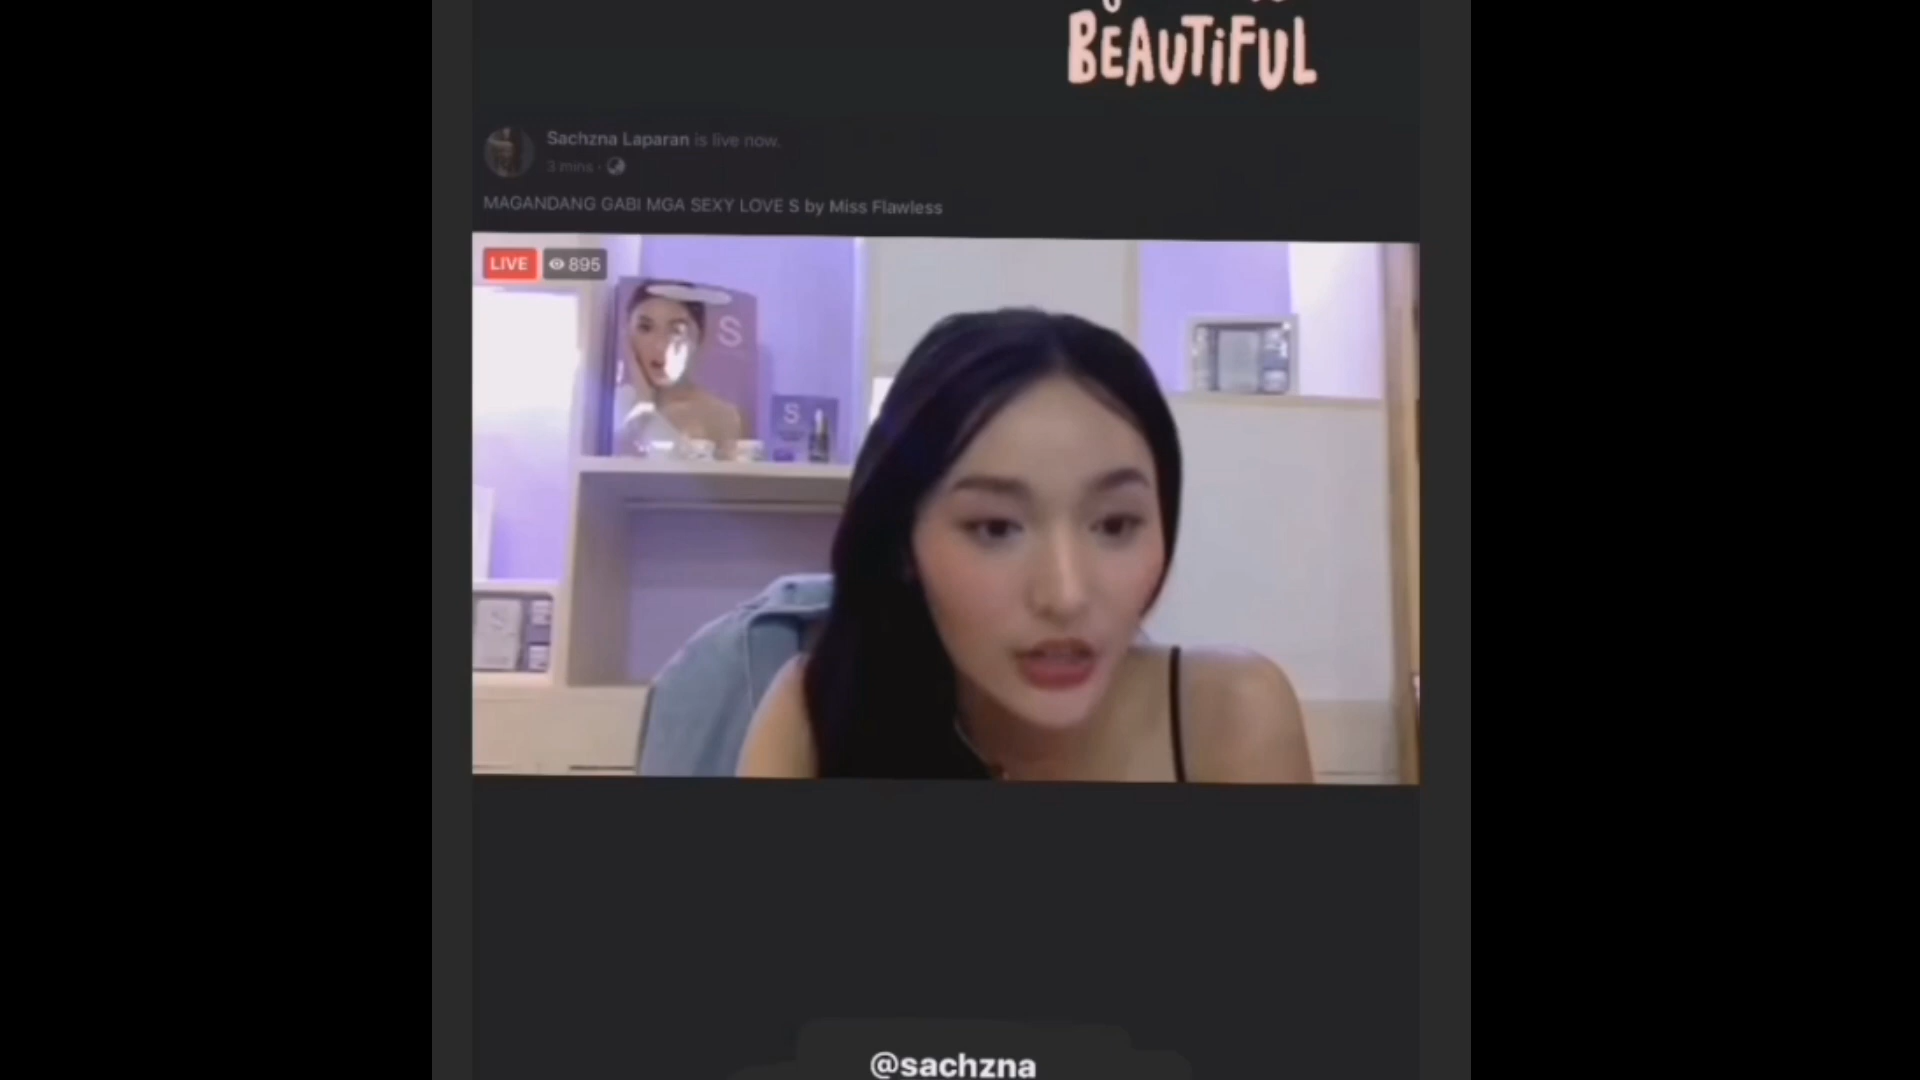 BEAUTiFUL
Sachzna Laparan is live now.
3 mins ·
MAGANDANG GABI MGA SEXY LOVE S by Miss Flawless
LIVE 895
S
S
S
@sachzna